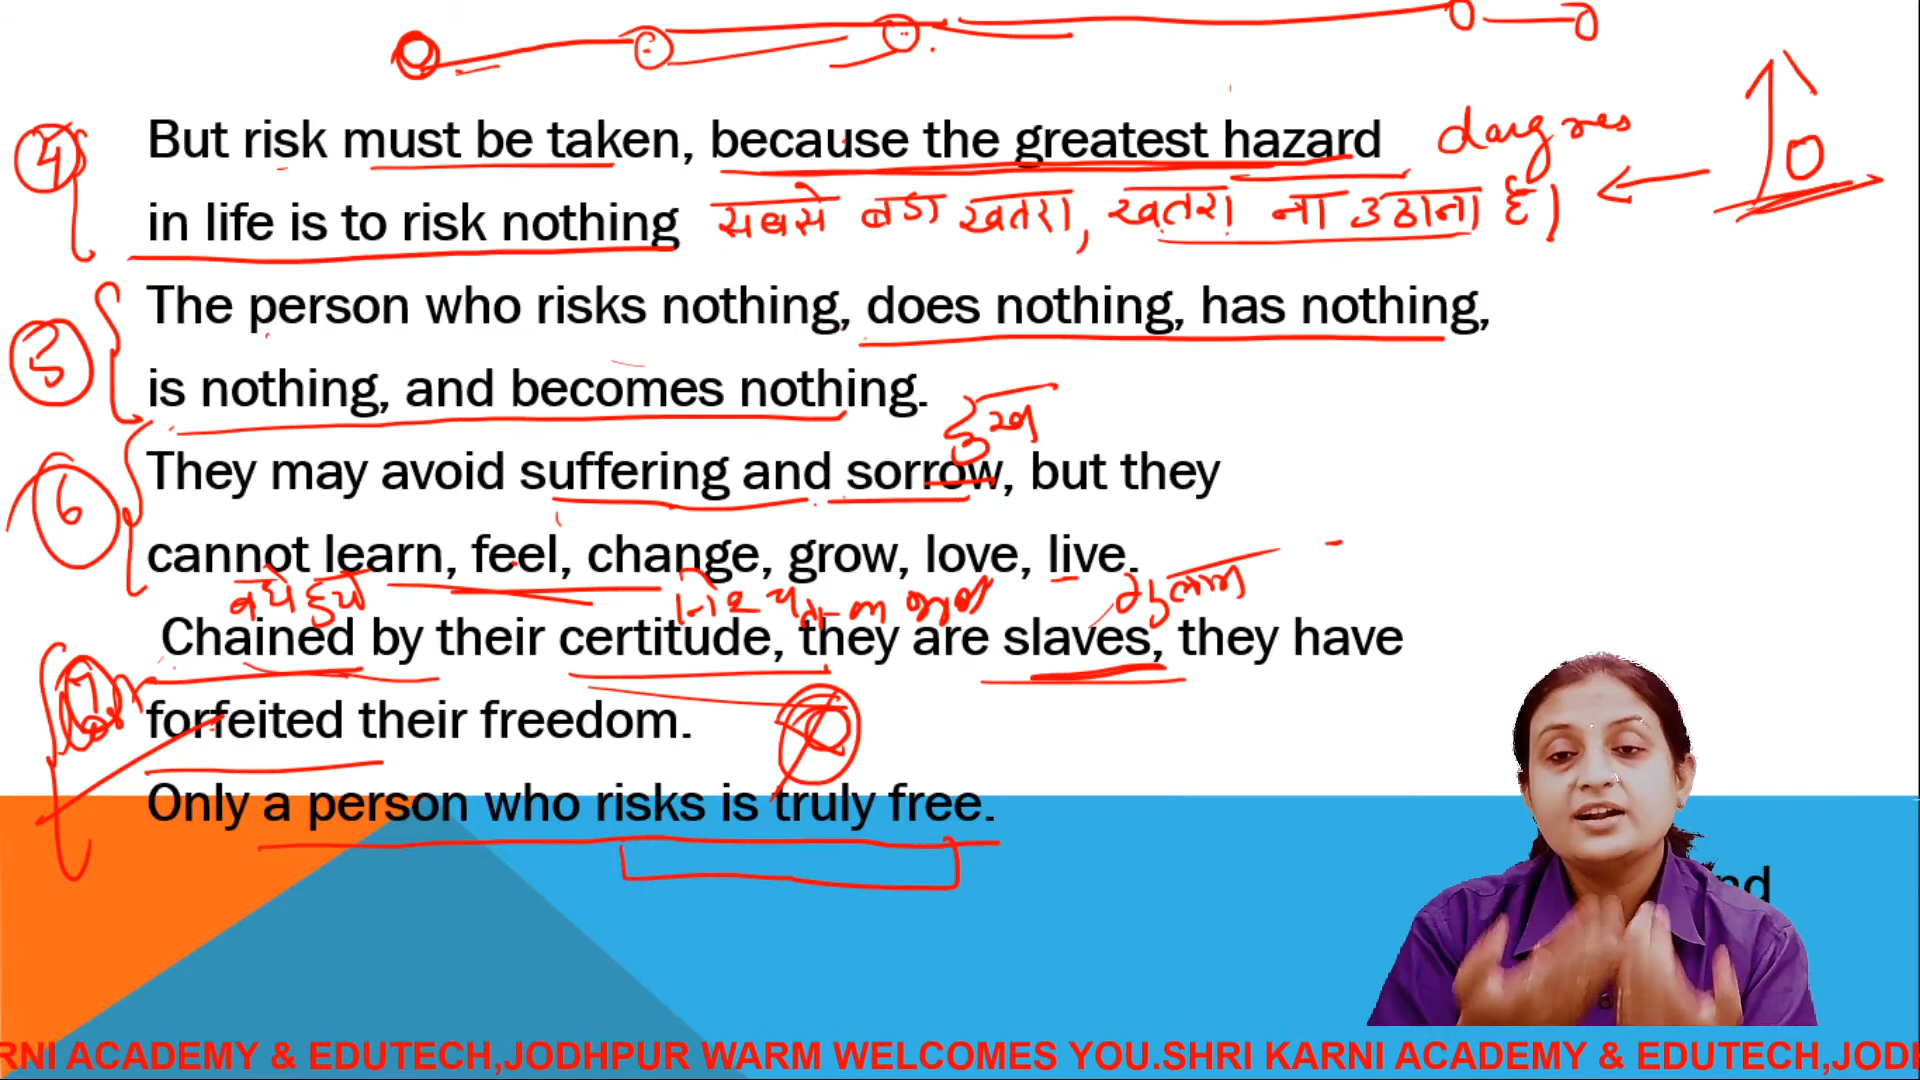 But risk must be taken, because the greatest hazard
in life is to risk nothing सबसे बडा खतरा, खतरा ना उठाना है।
4
The person who risks nothing, does nothing, has nothing,
5
is nothing, and becomes nothing.
They may avoid suffering and sorrow, but they
6
cannot learn, feel, change, grow, love, live.
गुलाम
Chained by their certitude, they are slaves, they have
forfeited their freedom.
Only a person who risks is truly free.
nd
RNI ACADEMY & EDUTECH,JODHPUR WARM WELCOMES YOU.SHRI KARNI ACADEMY & EDUTECH,JODH